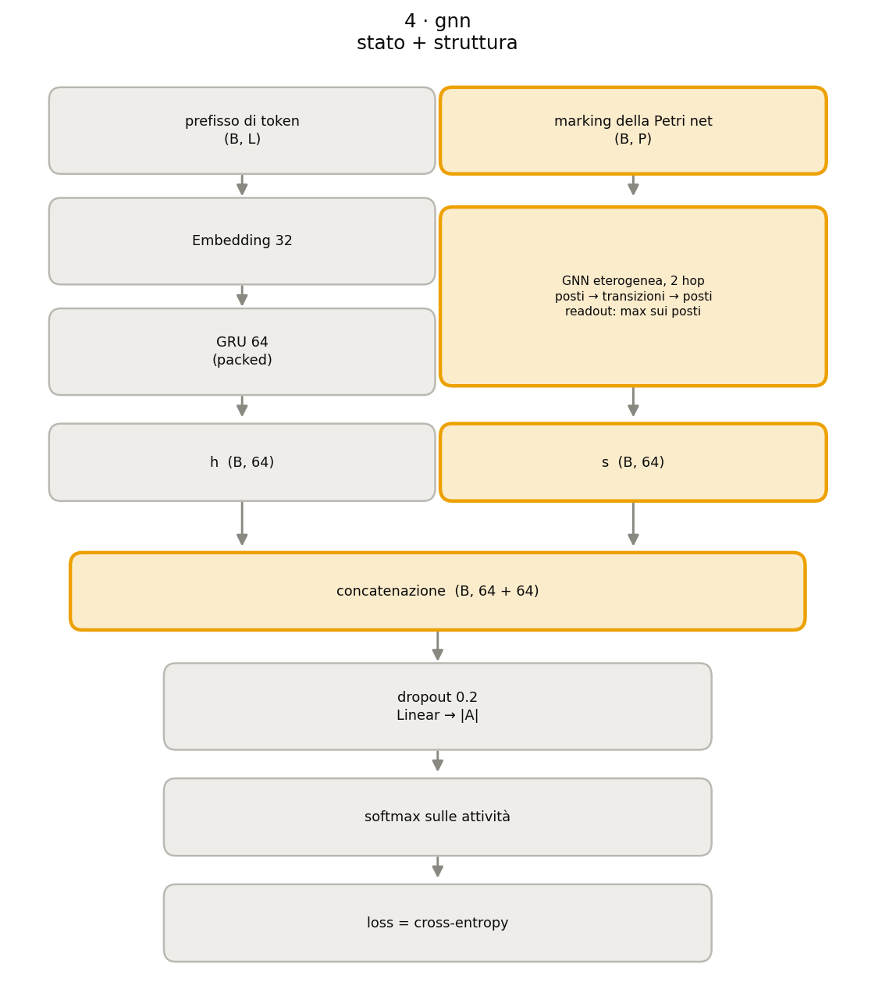 4 · gnn
stato + struttura
prefisso di token
(B, L)
marking della Petri net
(B, P)
Embedding 32
GNN eterogenea, 2 hop
posti → transizioni → posti
readout: max sui posti
GRU 64
(packed)
h  (B, 64)
s  (B, 64)
concatenazione  (B, 64 + 64)
dropout 0.2
Linear → |A|
softmax sulle attività
loss = cross-entropy